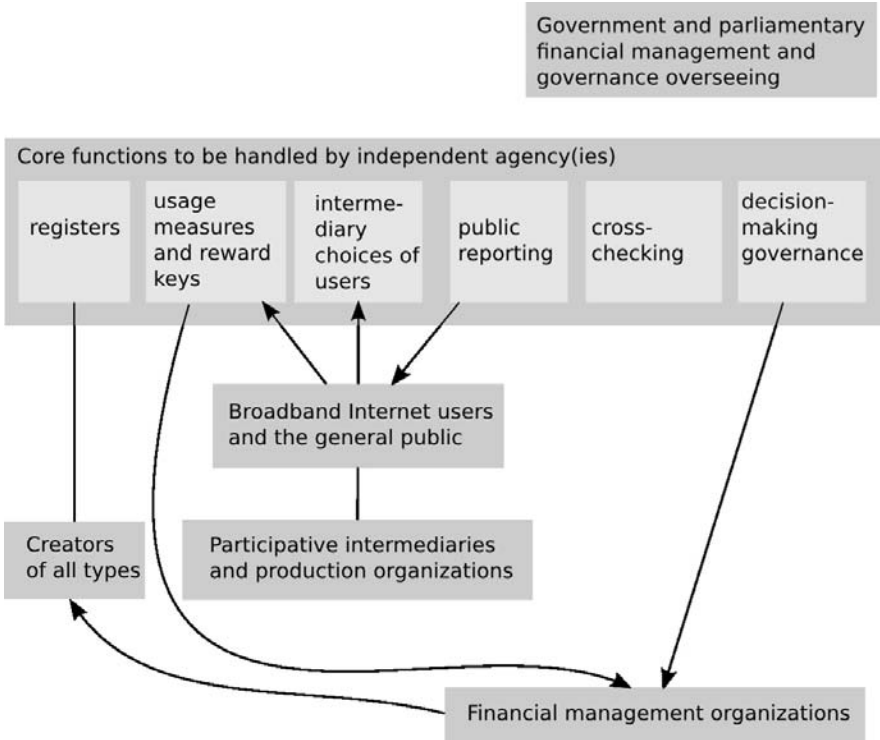 Government and parliamentary
financial management and
governance overseeing
Core functions to be handled by independent agency(ies)
registers
usage
measures
and reward
keys
interme-
diary
choices of
users
public
reporting
cross-
checking
decision-
making
governance
Broadband Internet users
and the general public
Creators
of all types
Participative intermediaries
and production organizations
Financial management organizations